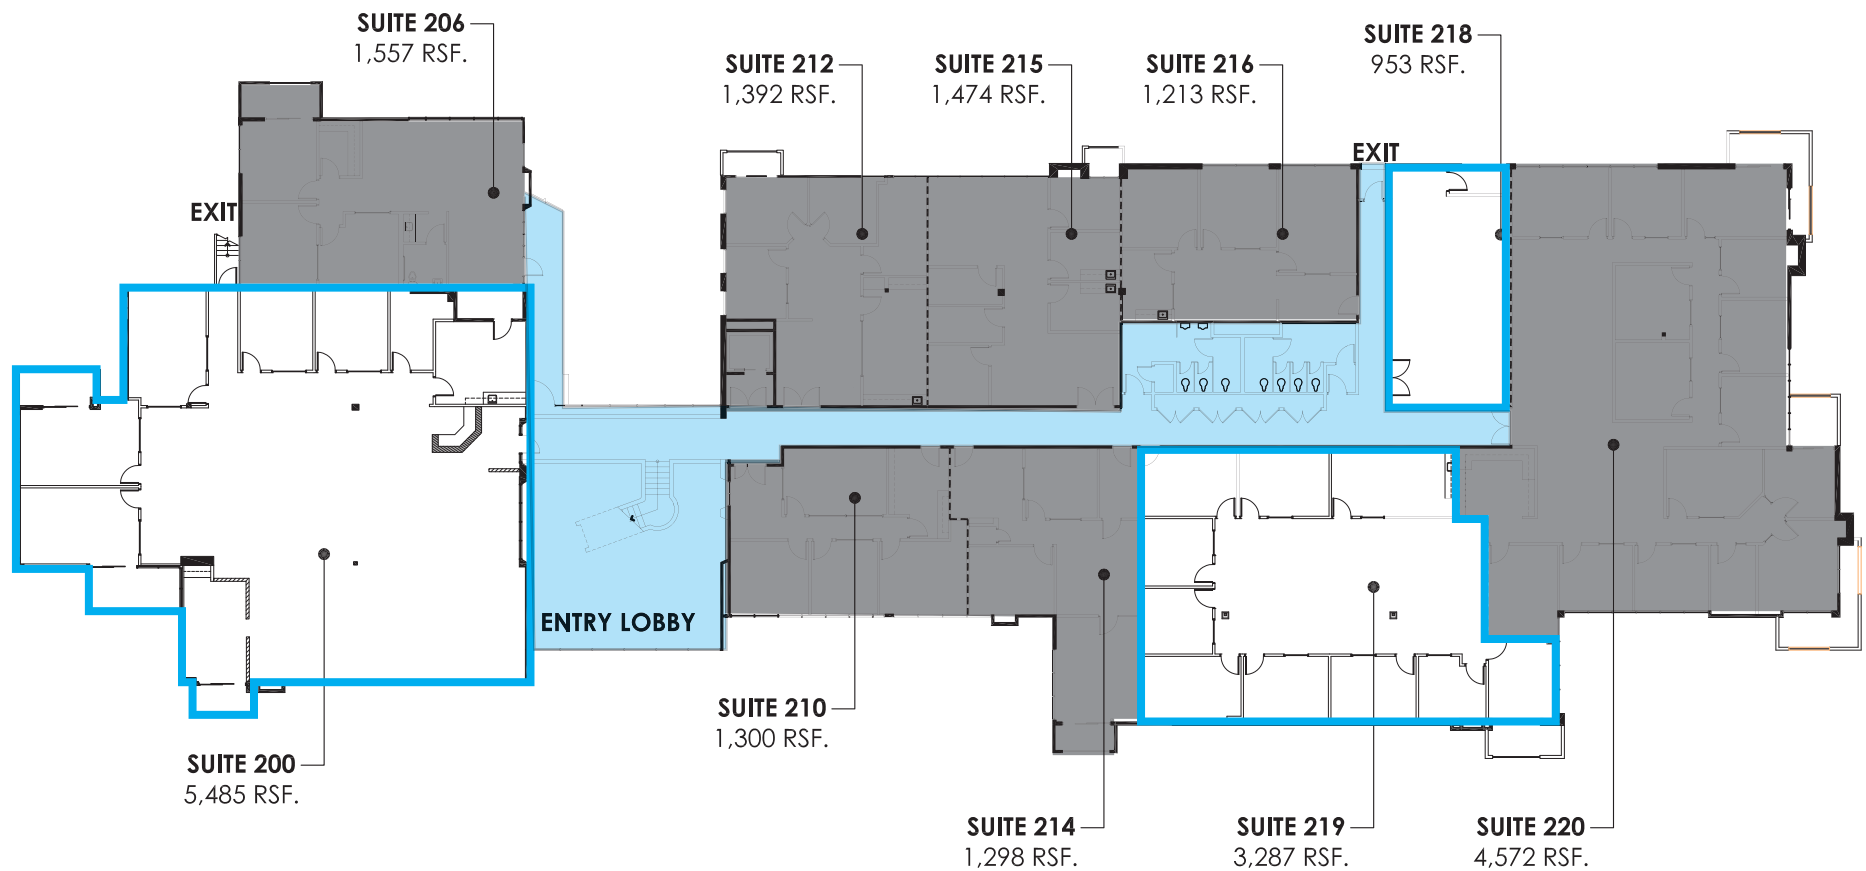 SUITE 206
1,557 RSF.
SUITE 212
1,392 RSF.
SUITE 215
1,474 RSF.
SUITE 216
1,213 RSF.
SUITE 218
953 RSF.
EXIT
EXIT
ENTRY LOBBY
SUITE 210
1,300 RSF.
SUITE 200
5,485 RSF.
SUITE 214
1,298 RSF.
SUITE 219
3,287 RSF.
SUITE 220
4,572 RSF.